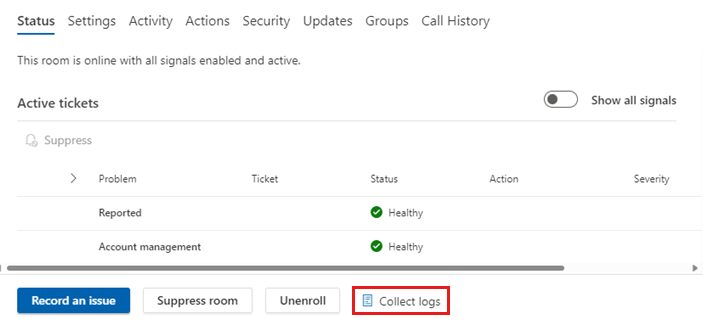 Status Settings Activity Actions Security Updates Groups Call History
This room is online with all signals enabled and active.
Active tickets Show all signals
Suppress
Problem Ticket Status Action Severity
Reported Healthy
Account management Healthy
Record an issue Suppress room Unenroll Collect logs